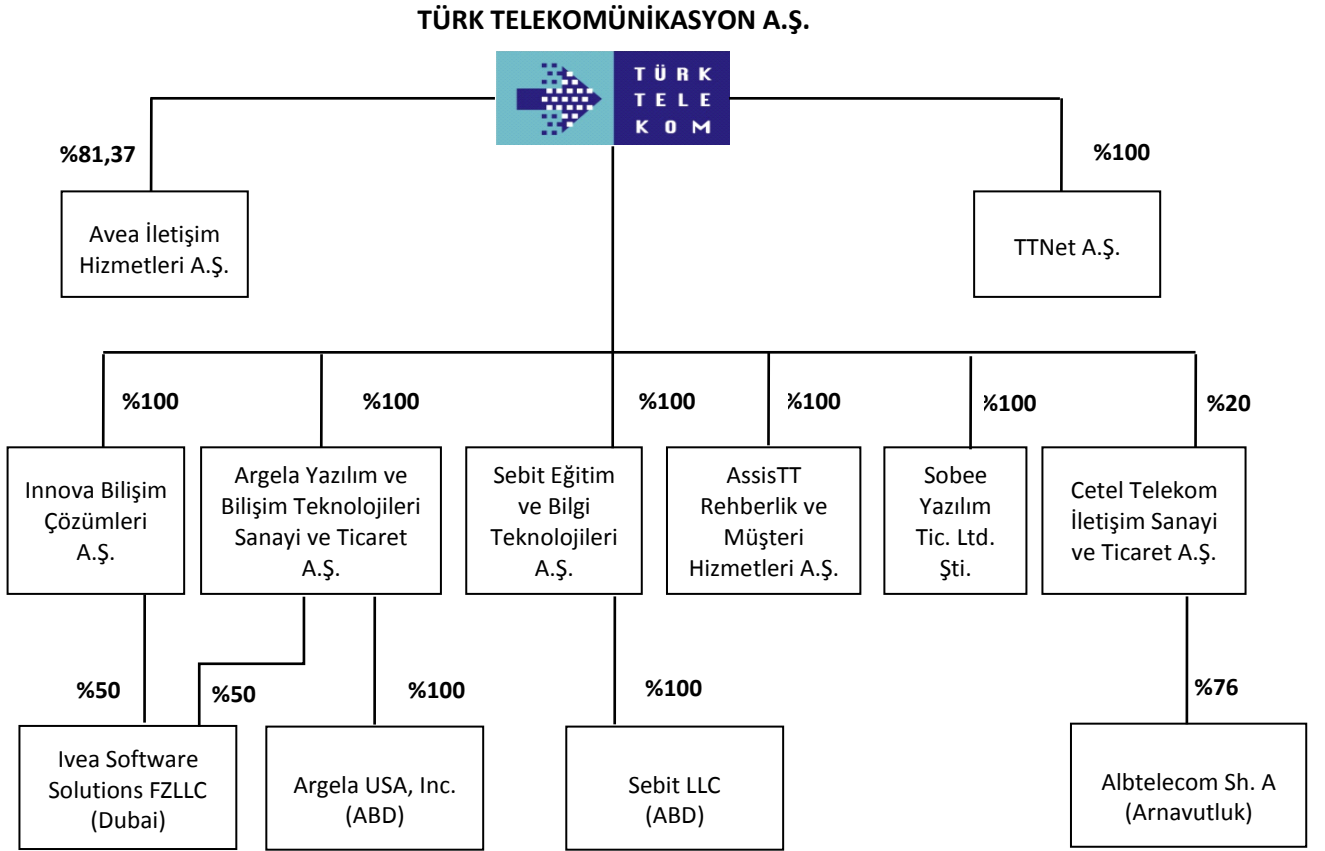 TÜRK TELEKOMÜNİKASYON A.Ş.
TÜRK
TELE
KOM
%81,37
%100
Avea İletişim
Hizmetleri A.Ş.
TTNet A.Ş.
%100
%100
%100
%100
%100
%20
Innova Bilişim
Çözümleri
A.Ş.
Argela Yazılım ve
Bilişim Teknolojileri
Sanayi ve Ticaret
A.Ş.
Sebit Eğitim
ve Bilgi
Teknolojileri
A.Ş.
AssisTT
Rehberlik ve
Müşteri
Hizmetleri A.Ş.
Sobee
Yazılım
Tic. Ltd.
Şti.
Cetel Telekom
İletişim Sanayi
ve Ticaret A.Ş.
%50
%50
%100
%100
%76
Ivea Software
Solutions FZLLC
(Dubai)
Argela USA, Inc.
(ABD)
Sebit LLC
(ABD)
Albtelecom Sh. A
(Arnavutluk)